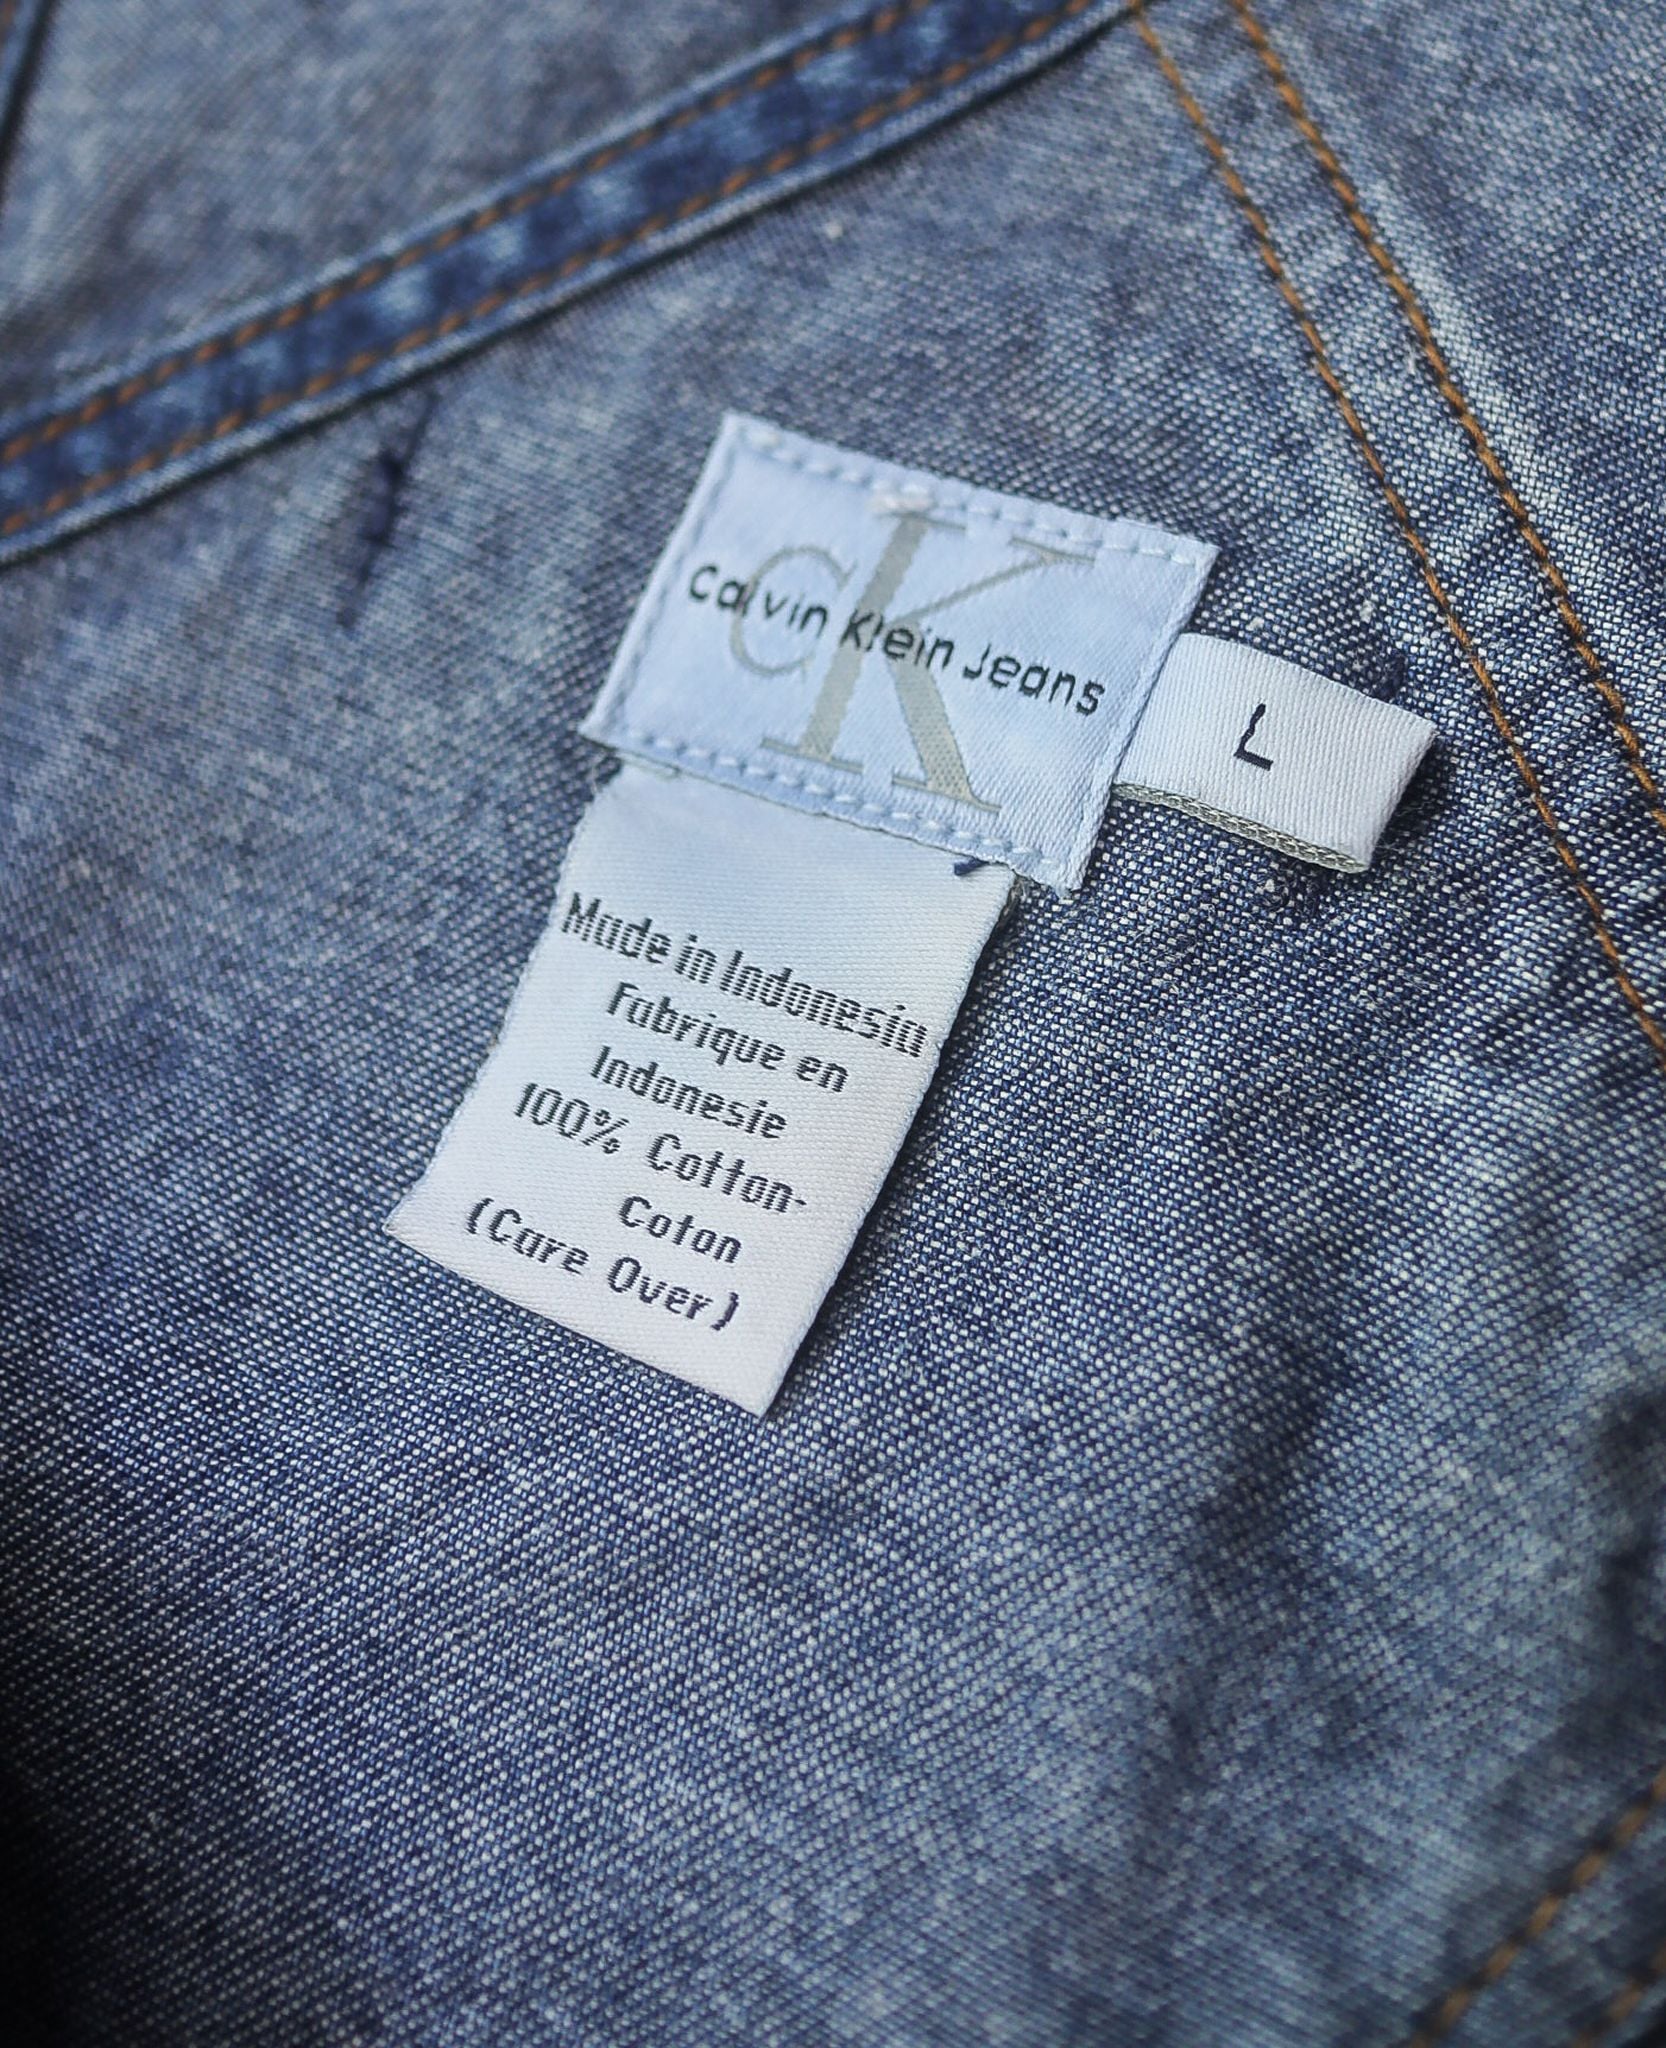 CK
Calvin Klein Jeans
L
Made in Indonesia
Fabrique en
Indonesie
100% Cotton-
Coton
(Care Over)